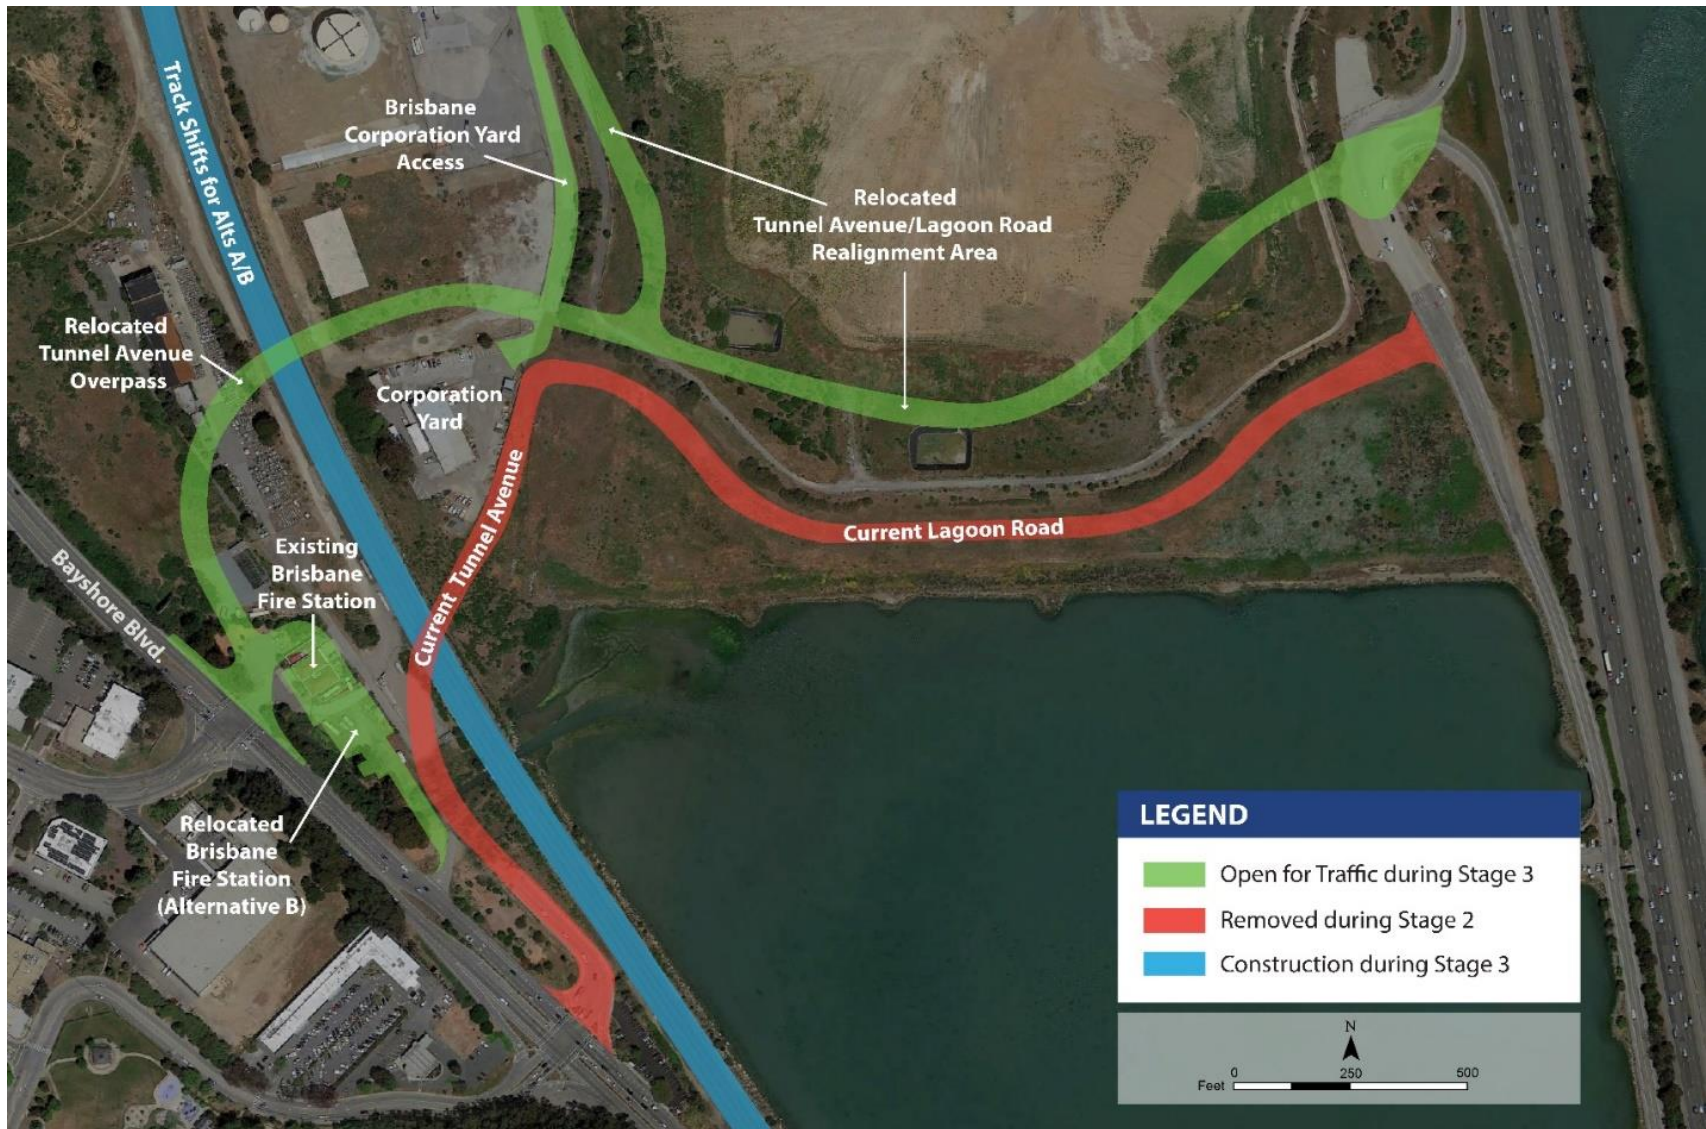 Track Shifts for Alts A/B
Brisbane
Corporation Yard
Access
Relocated
Tunnel Avenue/Lagoon Road
Realignment Area
Relocated
Tunnel Avenue
Overpass
Corporation
Yard
Current Tunnel Avenue
Current Lagoon Road
Existing
Brisbane
Fire Station
Bayshore Blvd.
Relocated
Brisbane
Fire Station
(Alternative B)
LEGEND
Open for Traffic during Stage 3
Removed during Stage 2
Construction during Stage 3
N
Feet 0 250 500